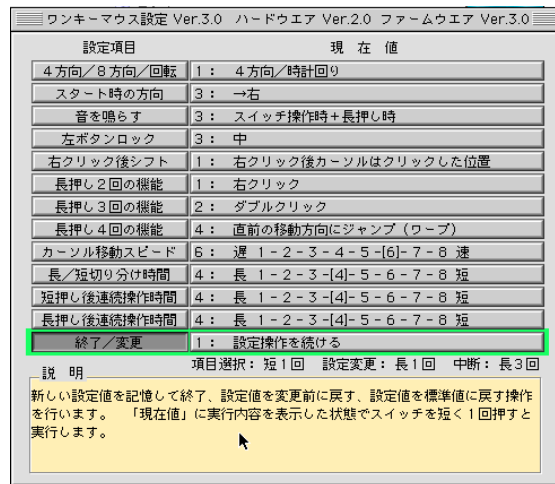 ワンキーマウス設定 Ver.3.0 ハードウエア Ver.2.0 ファームウエア Ver.3.0
設定項目 現 在 値
4方向/8方向/回転 1: 4方向/時計回り
スタート時の方向 3: →右
音を鳴らす 3: スイッチ操作時+長押し時
左ボタンロック 3: 中
右クリック後シフト 1: 右クリック後カーソルはクリックした位置
長押し2回の機能 1: 右クリック
長押し3回の機能 2: ダブルクリック
長押し4回の機能 4: 直前の移動方向にジャンプ(ワープ)
カーソル移動スピード 6: 遅 1-2-3-4-5-[6]-7-8 速
長/短切り分け時間 4: 長 1-2-3-[4]-5-6-7-8 短
短押し後連続操作時間 4: 長 1-2-3-[4]-5-6-7-8 短
長押し後連続操作時間 4: 長 1-2-3-[4]-5-6-7-8 短
終了/変更 1: 設定操作を続ける
項目選択:短1回 設定変更:長1回 中断:長3回
説 明
新しい設定値を記憶して終了、設定値を変更前に戻す、設定値を標準値に戻す操作
を行います。 「現在値」に実行内容を表示した状態でスイッチを短く1回押すと
実行します。